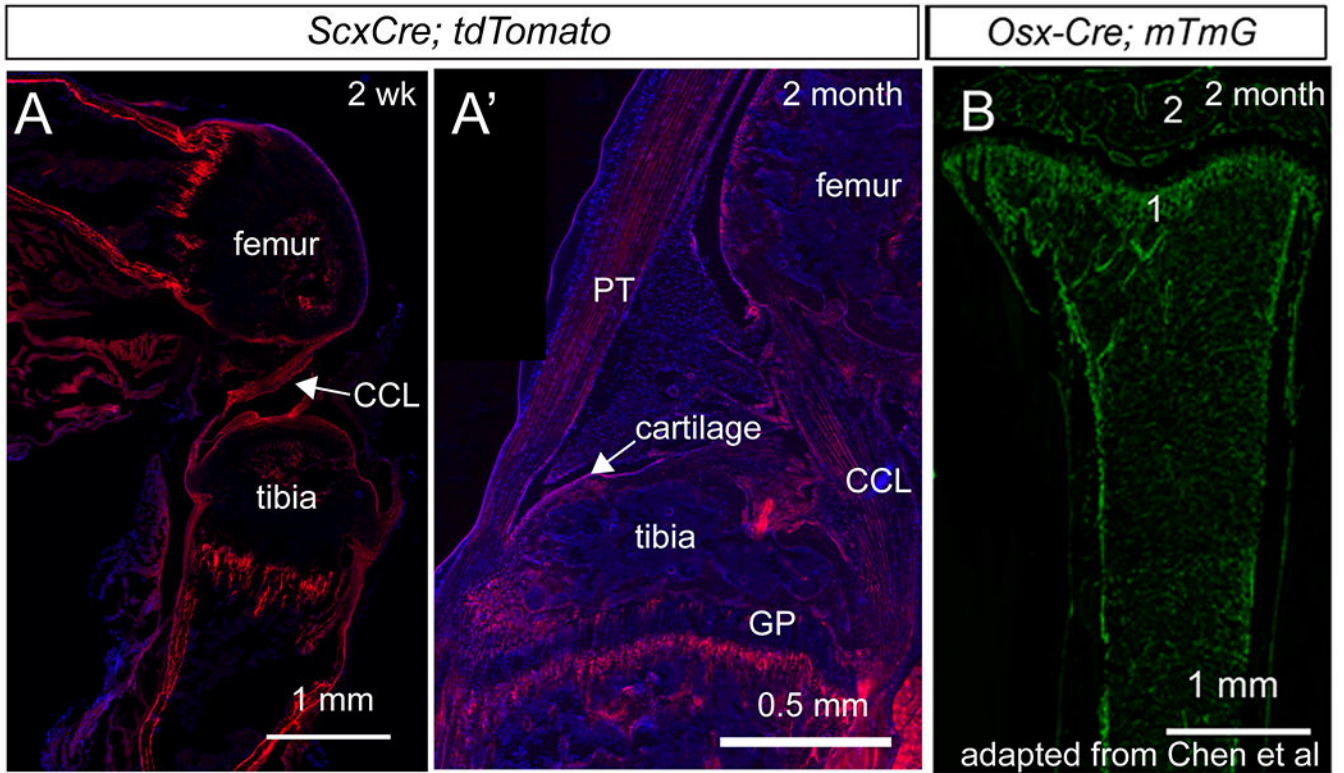 ScxCre; tdTomato
Osx-Cre; mTmG
A
2 wk
femur
CCL
tibia
1 mm
A’
2 month
femur
PT
cartilage
CCL
tibia
GP
0.5 mm
B
2
2 month
1
1 mm
adapted from Chen et al